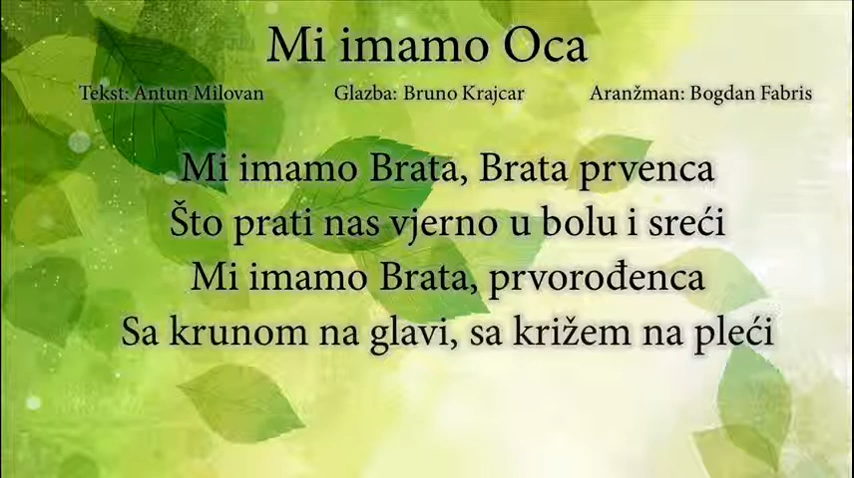 Mi imamo Oca
Tekst: Antun Milovan Glazba: Bruno Krajcar Aranžman: Bogdan Fabris
Mi imamo Brata, Brata prvenca
Što prati nas vjerno u bolu i sreći
Mi imamo Brata, prvorođenca
Sa krunom na glavi, sa križem na pleći